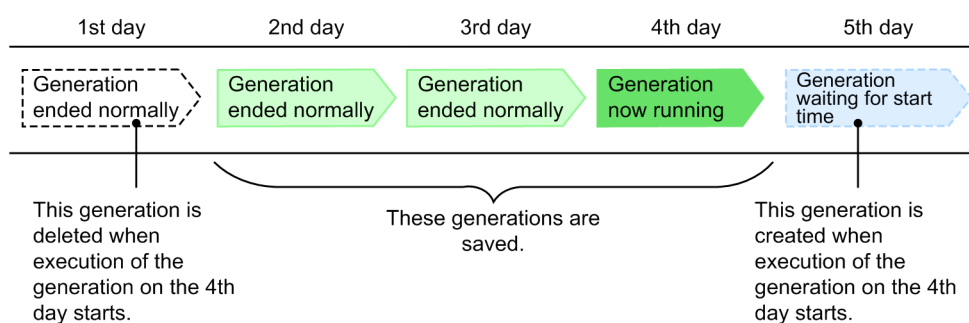 1st day
2nd day
3rd day
4th day
5th day
Generation
ended normally
Generation
ended normally
Generation
ended normally
Generation
now running
Generation
waiting for start
time
This generation is
deleted when
execution of the
generation on the 4th
day starts.
These generations are
saved.
This generation is
created when
execution of the
generation on the 4th
day starts.